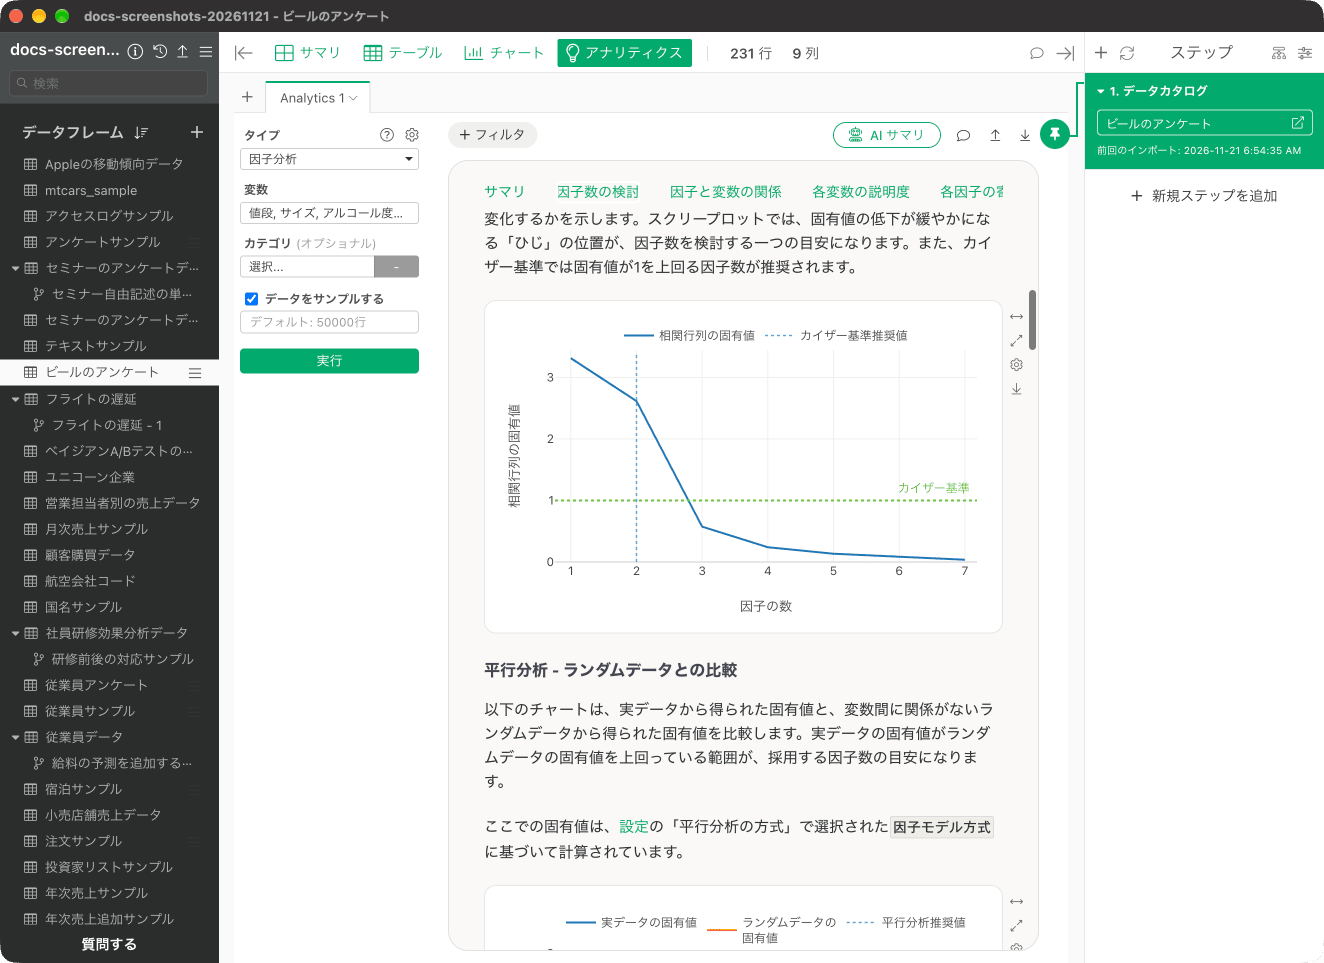 docs-screenshots-20261121 - ビールのアンケート
docs-screen...
検索
データフレーム
Appleの移動傾向データ
mtcars_sample
アクセスログサンプル
アンケートサンプル
セミナーのアンケートデ...
セミナー自由記述の単...
セミナーのアンケートデ...
テキストサンプル
ビールのアンケート
フライトの遅延
フライトの遅延 - 1
ベイジアンA/Bテストの...
ユニコーン企業
営業担当者別の売上データ
月次売上サンプル
顧客購買データ
航空会社コード
国名サンプル
社員研修効果分析データ
研修前後の対応サンプル
従業員アンケート
従業員サンプル
従業員データ
給料の予測を追加する...
宿泊サンプル
小売店舗売上データ
注文サンプル
投資家リストサンプル
年次売上サンプル
年次売上追加サンプル
質問する
サマリ
テーブル
チャート
アナリティクス
231 行
9 列
Analytics 1
タイプ
因子分析
変数
値段, サイズ, アルコール度...
カテゴリ (オプショナル)
選択...
-
データをサンプルする
デフォルト: 50000行
実行
+ フィルタ
AI サマリ
サマリ 因子数の検討 因子と変数の関係 各変数の説明度 各因子の寄
変化するかを示します。スクリープロットでは、固有値の低下が緩やかにな
る「ひじ」の位置が、因子数を検討する一つの目安になります。また、カイ
ザー基準では固有値が1を上回る因子数が推奨されます。
相関行列の固有値 カイザー基準推奨値
相関行列の固有値
3
2
1
0
カイザー基準
1 2 3 4 5 6 7
因子の数
平行分析 - ランダムデータとの比較
以下のチャートは、実データから得られた固有値と、変数間に関係がないラ
ンダムデータから得られた固有値を比較します。実データの固有値がランダ
ムデータの固有値を上回っている範囲が、採用する因子数の目安になりま
す。
ここでの固有値は、設定の「平行分析の方式」で選択された 因子モデル方式
に基づいて計算されています。
実データの固有値 ランダムデータの 平行分析推奨値
固有値
ステップ
1. データカタログ
ビールのアンケート
前回のインポート: 2026-11-21 6:54:35 AM
+ 新規ステップを追加